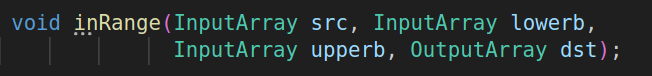 void inRange(InputArray src, InputArray lowerb,
InputArray upperb, OutputArray dst);